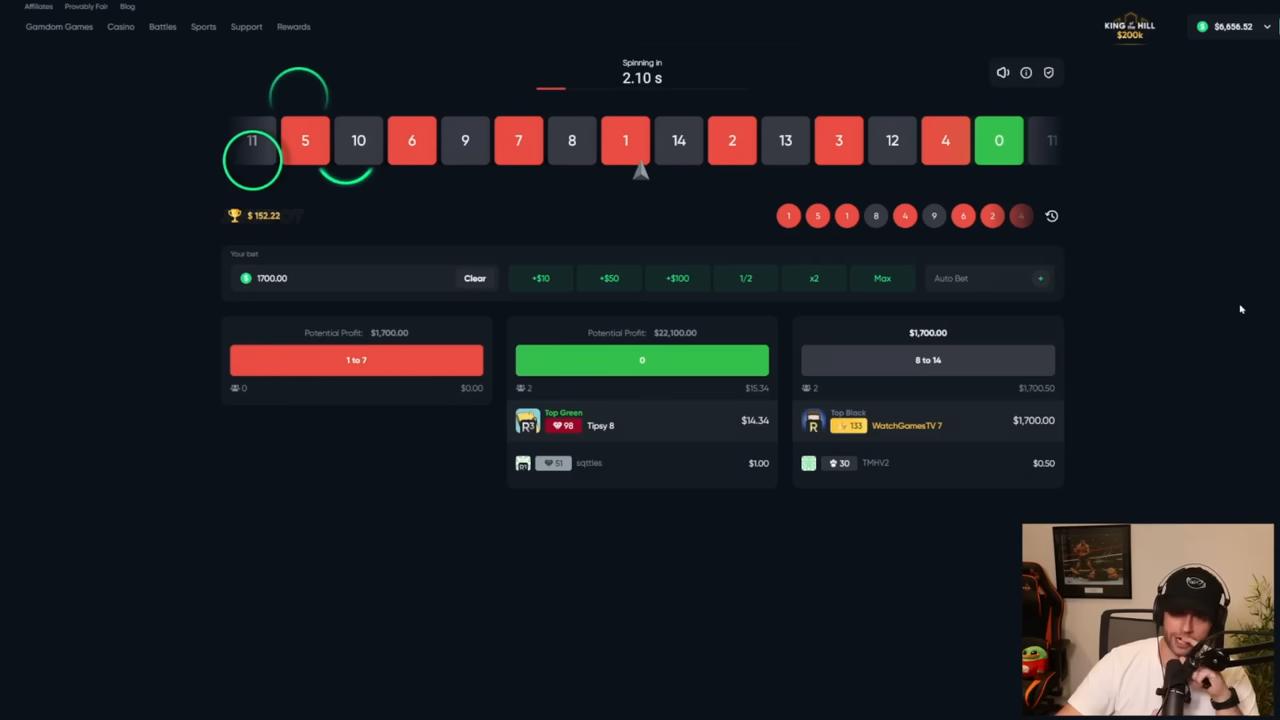 Affiliates Provably Fair Blog
Gamdom Games Casino Battles Sports Support Rewards
KING of the HILL
$200k
$6,656.52
Spinning in
2.10 s
11 5 10 6 9 7 8 1 14 2 13 3 12 4 0 11
$ 152.22
1 5 1 8 4 9 6 2 4
Your bet
1700.00 Clear +$10 +$50 +$100 1/2 x2 Max Auto Bet +
Potential Profit: $1,700.00
1 to 7
0 $0.00
Potential Profit: $22,100.00
0
2 $15.34
Top Green
R3 98 Tipsy 8 $14.34
51 sqttles $1.00
$1,700.00
8 to 14
2 $1,700.50
Top Black
R 133 WatchGamesTV 7 $1,700.00
30 TMHV2 $0.50